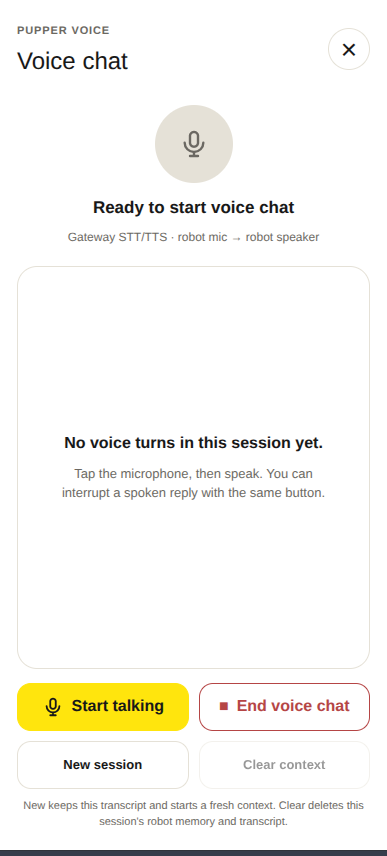 PUPPER VOICE
Voice chat
Ready to start voice chat
Gateway STT/TTS · robot mic → robot speaker
No voice turns in this session yet.
Tap the microphone, then speak. You can
interrupt a spoken reply with the same button.
Start talking
End voice chat
New session
Clear context
New keeps this transcript and starts a fresh context. Clear deletes this
session's robot memory and transcript.